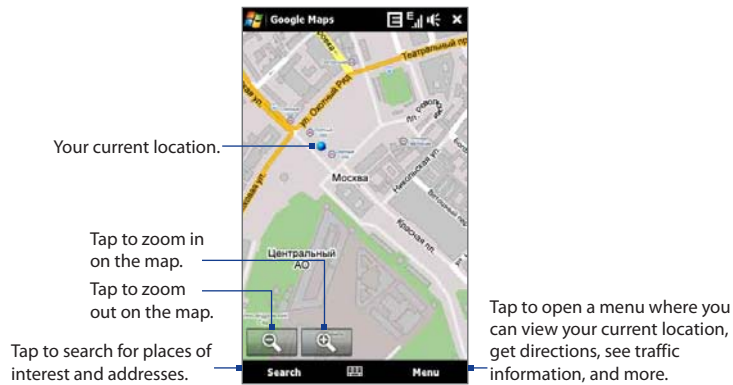 Google Maps
Театральный пр
ул. Охотный Ряд
Your current location.
Москва
Никольская ул.
Красная пл.
Tap to zoom in
on the map.
Центральный
АО
Tap to zoom
out on the map.
Tap to search for places of
interest and addresses.
Search
Menu
Tap to open a menu where you
can view your current location,
get directions, see traffic
information, and more.